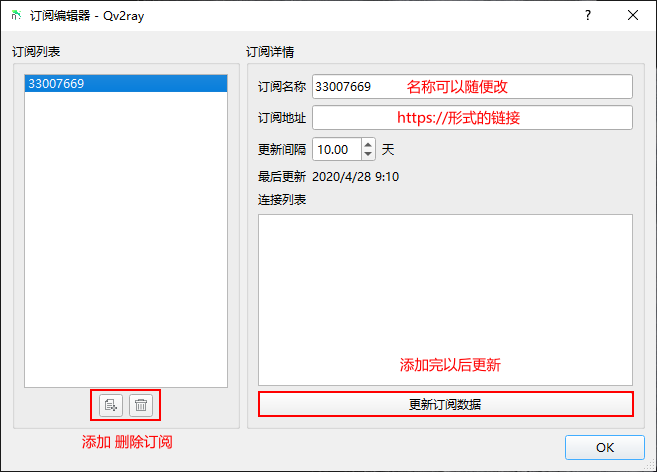 订阅编辑器 - Qv2ray
订阅列表
33007669
添加 删除订阅
订阅详情
订阅名称 33007669 名称可以随便改
订阅地址 https://形式的链接
更新间隔 10.00 天
最后更新 2020/4/28 9:10
连接列表
添加完以后更新
更新订阅数据
OK